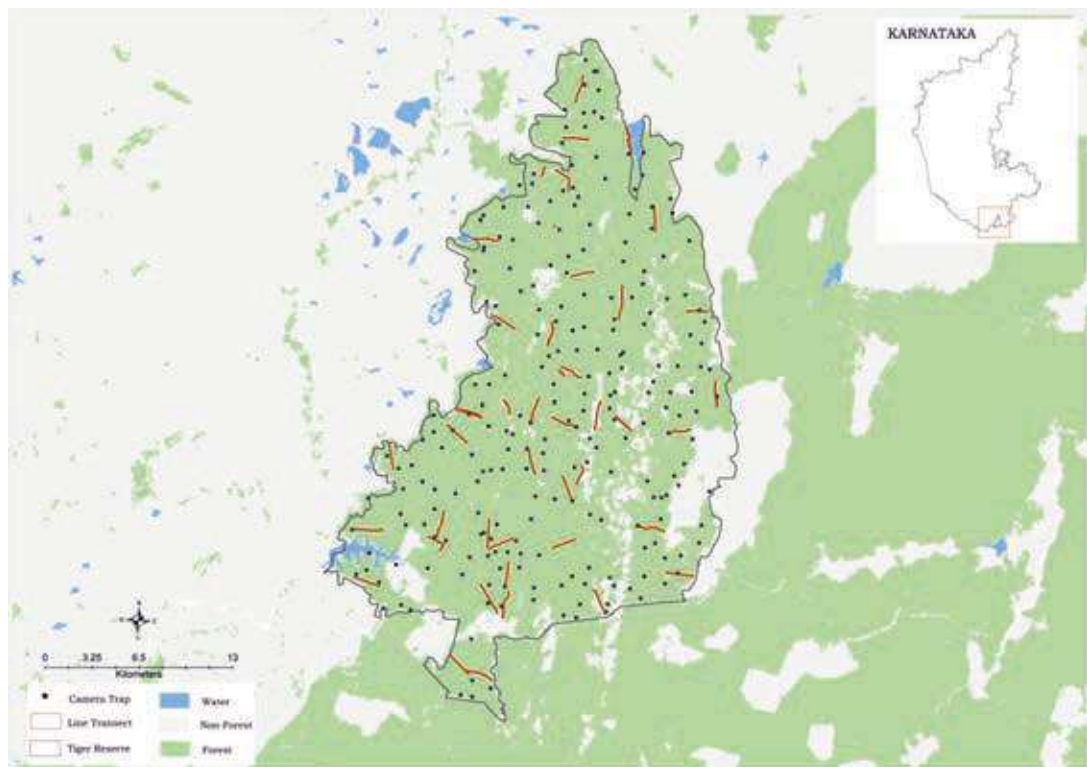 KARNATAKA
0 3.25 6.5 13
Kilometers
Camera Trap
Water
Line Transect
Non-Forest
Tiger Reserve
Forest